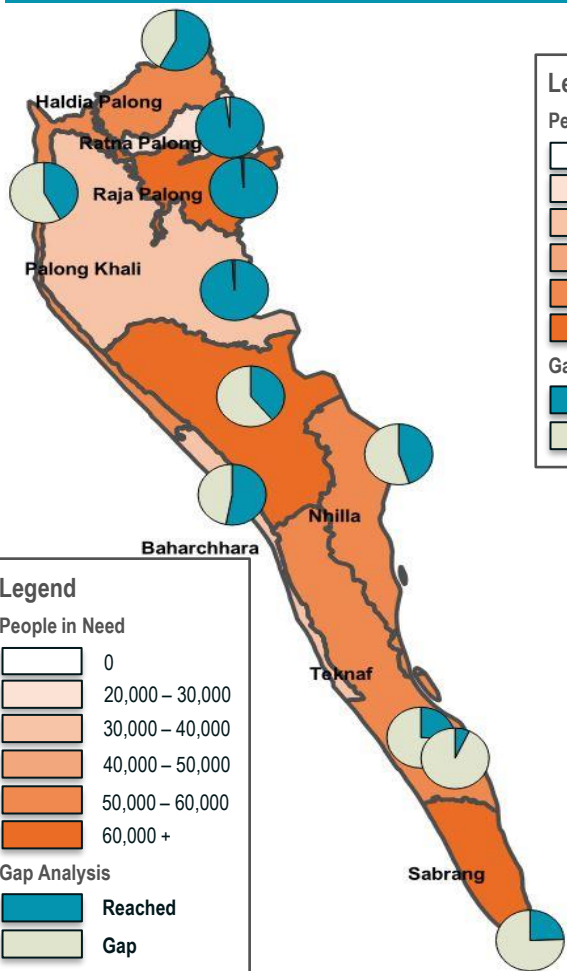 Haldia Palong
Ratna Palong
Raja Palong
Palong Khali
Nhilla
Baharchhara
Teknaf
Sabrang
Legend
People in Need
0
20,000 – 30,000
30,000 – 40,000
40,000 – 50,000
50,000 – 60,000
60,000 +
Gap Analysis
Reached
Gap